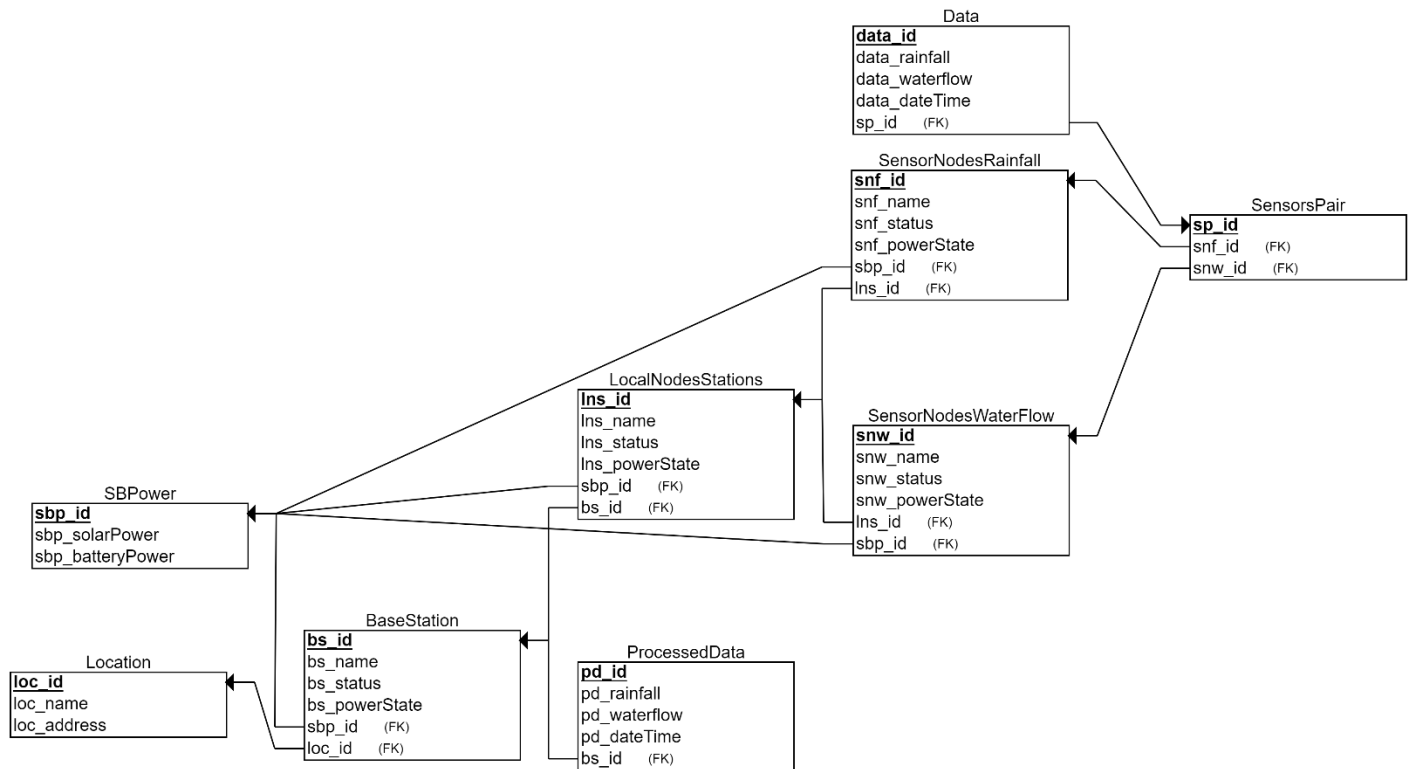 Data
data_id
data_rainfall
data_waterflow
data_dateTime
sp_id (FK)
SensorNodesRainfall
snf_id
snf_name
snf_status
snf_powerState
sbp_id (FK)
lns_id (FK)
SensorsPair
sp_id
snf_id (FK)
snw_id (FK)
LocalNodesStations
lns_id
lns_name
lns_status
lns_powerState
sbp_id (FK)
bs_id (FK)
SensorNodesWaterFlow
snw_id
snw_name
snw_status
snw_powerState
lns_id (FK)
sbp_id (FK)
SBPower
sbp_id
sbp_solarPower
sbp_batteryPower
BaseStation
bs_id
bs_name
bs_status
bs_powerState
sbp_id (FK)
loc_id (FK)
Location
loc_id
loc_name
loc_address
ProcessedData
pd_id
pd_rainfall
pd_waterflow
pd_dateTime
bs_id (FK)